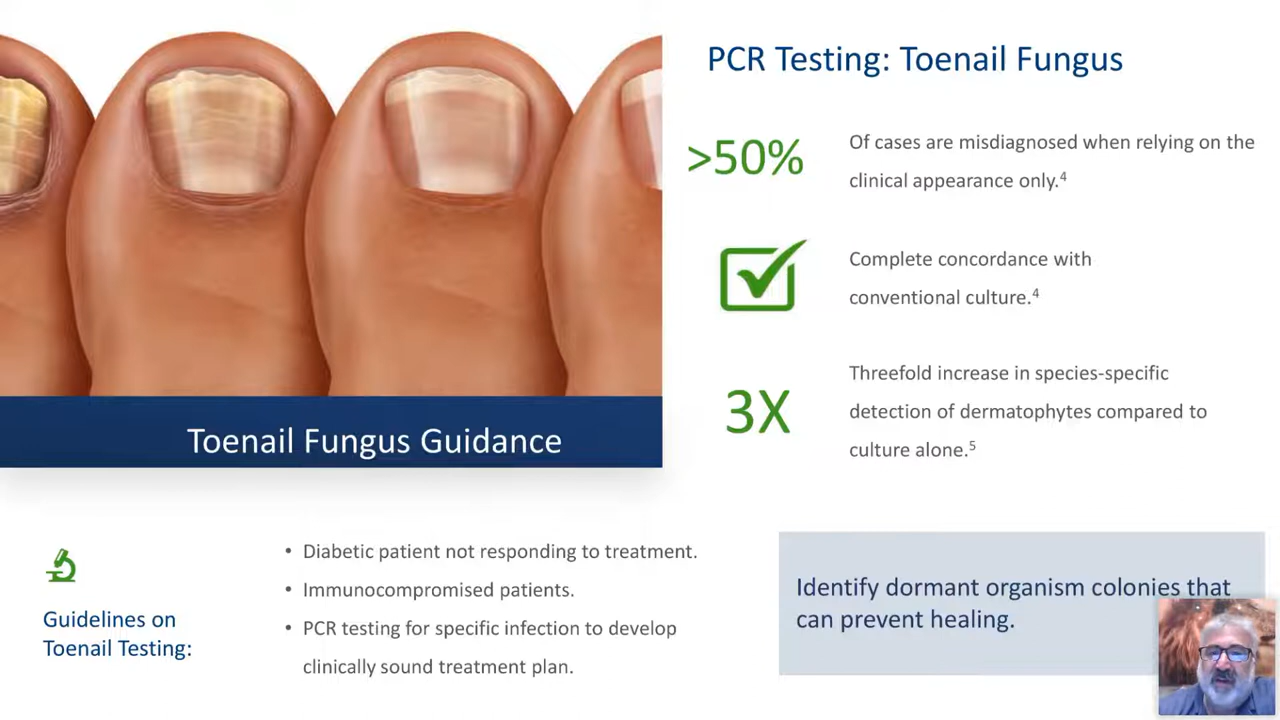 PCR Testing: Toenail Fungus
>50%
Of cases are misdiagnosed when relying on the
clinical appearance only.⁴
Complete concordance with
conventional culture.⁴
3X
Threefold increase in species-specific
detection of dermatophytes compared to
culture alone.⁵
Toenail Fungus Guidance
Guidelines on
Toenail Testing:
• Diabetic patient not responding to treatment.
• Immunocompromised patients.
• PCR testing for specific infection to develop
clinically sound treatment plan.
Identify dormant organism colonies that
can prevent healing.